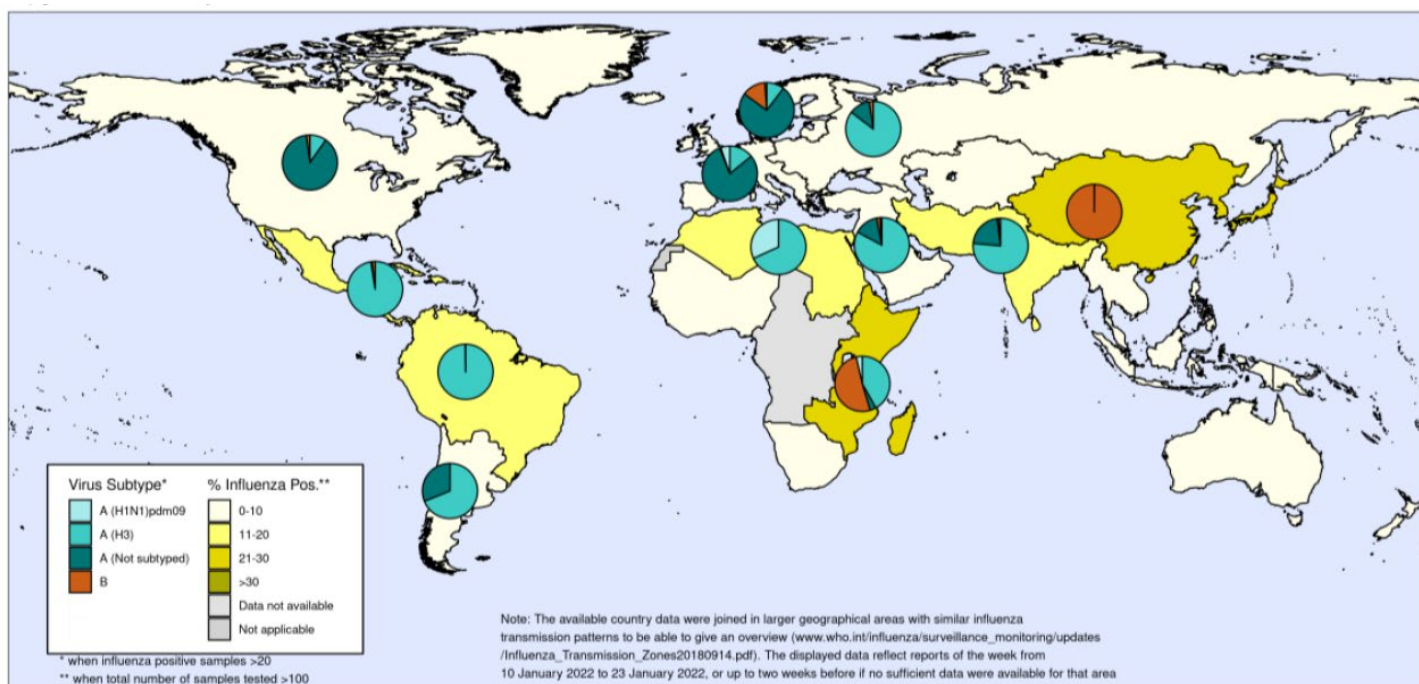 Virus Subtype*
A (H1N1)pdm09
A (H3)
A (Not subtyped)
B
% Influenza Pos.**
0-10
11-20
21-30
>30
Data not available
Not applicable
* when influenza positive samples >20
** when total number of samples tested >100
Note: The available country data were joined in larger geographical areas with similar influenza
transmission patterns to be able to give an overview (www.who.int/influenza/surveillance_monitoring/updates
/Influenza_Transmission_Zones20180914.pdf). The displayed data reflect reports of the week from
10 January 2022 to 23 January 2022, or up to two weeks before if no sufficient data were available for that area